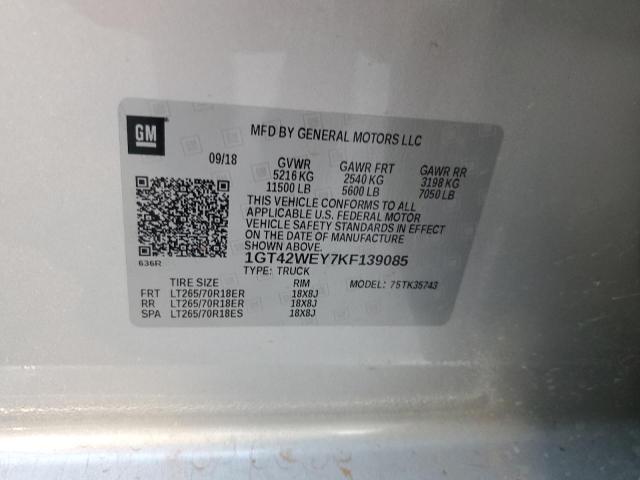 GM
MFD BY GENERAL MOTORS LLC
09/18
GVWR GAWR FRT GAWR RR
5216 KG 2540 KG 3198 KG
11500 LB 5600 LB 7050 LB
THIS VEHICLE CONFORMS TO ALL
APPLICABLE U.S. FEDERAL MOTOR
VEHICLE SAFETY STANDARDS IN EFFECT
ON THE DATE OF MANUFACTURE
SHOWN ABOVE.
636R
1GT42WEY7KF139085
TYPE: TRUCK
TIRE SIZE RIM MODEL: 75TK35743
FRT LT265/70R18ER 18X8J
RR LT265/70R18ER 18X8J
SPA LT265/70R18ES 18X8J